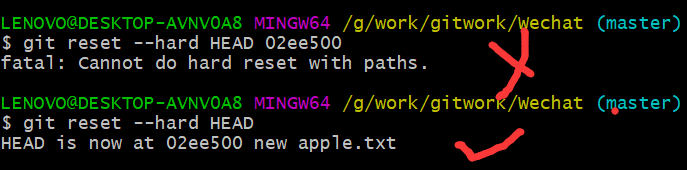 LENOVO@DESKTOP-AVNV0A8 MINGW64 /g/work/gitwork/Wechat (master)
$ git reset --hard HEAD 02ee500
fatal: Cannot do hard reset with paths.
LENOVO@DESKTOP-AVNV0A8 MINGW64 /g/work/gitwork/Wechat (master)
$ git reset --hard HEAD
HEAD is now at 02ee500 new apple.txt